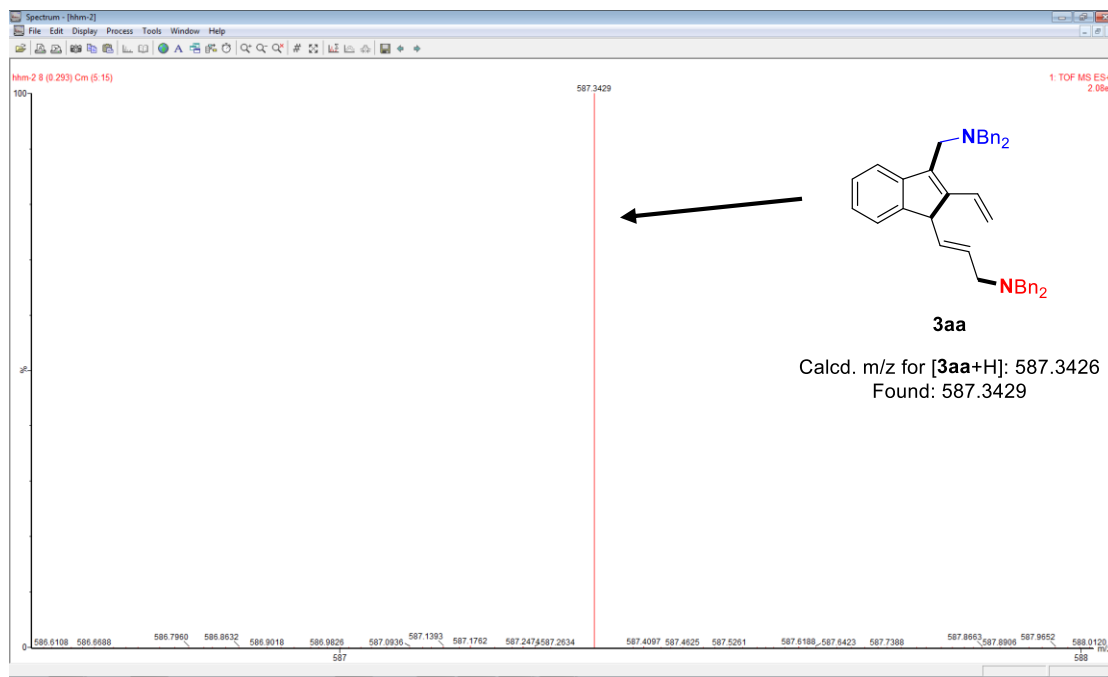 Spectrum - [hhm-2]
File Edit Display Process Tools Window Help
hhm-2 8 (0.293) Cm (5:15)
1: TOF MS ES+
2.08e
100
587.3429
%
0
586.6108 586.6688 586.7960 586.8632 586.9018 586.9826 587.0936 587.1393 587.1762 587.2474 587.2634 587.4097 587.4625 587.5261 587.6188 587.6423 587.7388 587.8663 587.8906 587.9652 588.0120
m/z
587 588
NBn2
NBn2
3aa
Calcd. m/z for [3aa+H]: 587.3426
Found: 587.3429